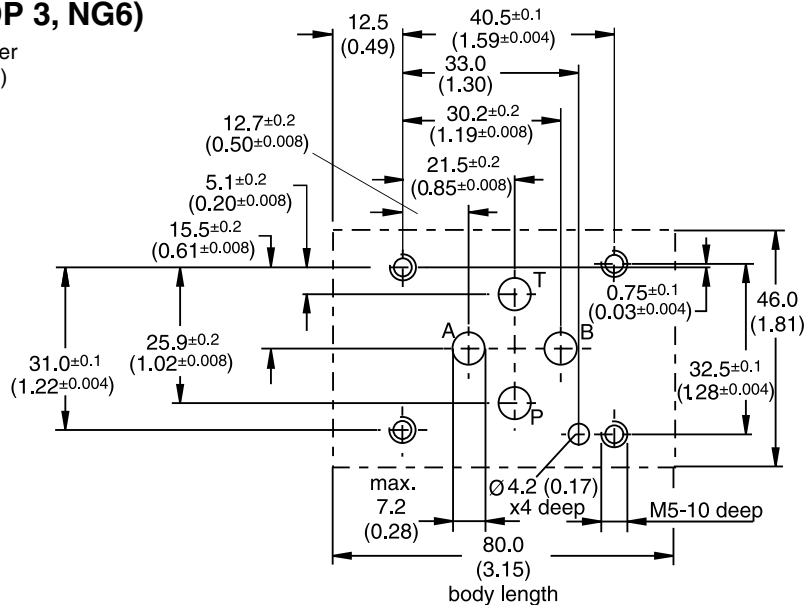 OP 3, NG6)
er
)
12.5
(0.49)
40.5±0.1
(1.59±0.004)
33.0
(1.30)
30.2±0.2
(1.19±0.008)
12.7±0.2
(0.50±0.008)
21.5±0.2
(0.85±0.008)
5.1±0.2
(0.20±0.008)
15.5±0.2
(0.61±0.008)
T
0.75±0.1
(0.03±0.004)
46.0
(1.81)
A
B
25.9±0.2
(1.02±0.008)
31.0±0.1
(1.22±0.004)
32.5±0.1
(1.28±0.004)
P
max.
7.2
(0.28)
Ø 4.2 (0.17)
x4 deep
M5-10 deep
80.0
(3.15)
body length